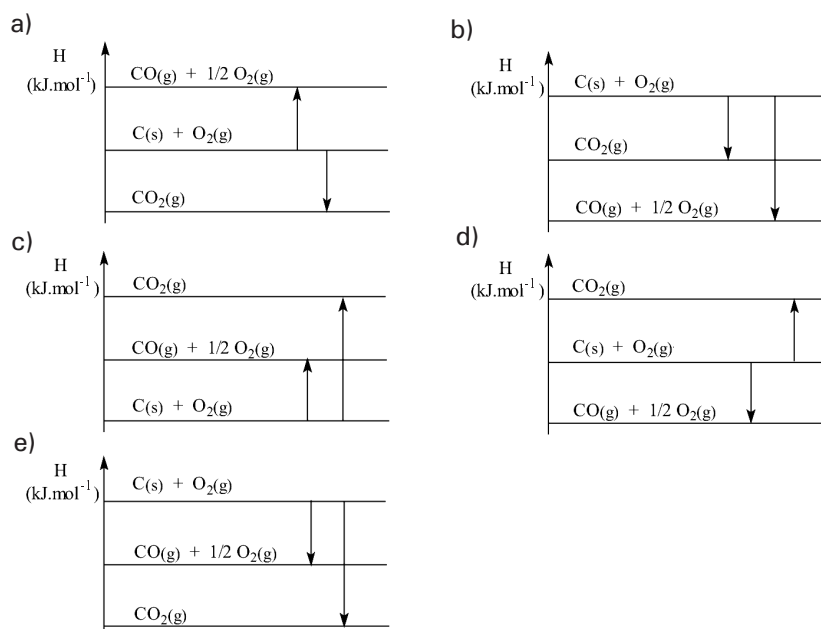 a)
H
(kJ.mol⁻¹)
CO(g) + 1/2 O₂(g)
C(s) + O₂(g)
CO₂(g)
b)
H
(kJ.mol⁻¹)
C(s) + O₂(g)
CO₂(g)
CO(g) + 1/2 O₂(g)
c)
H
(kJ.mol⁻¹)
CO₂(g)
CO(g) + 1/2 O₂(g)
C(s) + O₂(g)
d)
H
(kJ.mol⁻¹)
CO₂(g)
C(s) + O₂(g)
CO(g) + 1/2 O₂(g)
e)
H
(kJ.mol⁻¹)
C(s) + O₂(g)
CO(g) + 1/2 O₂(g)
CO₂(g)